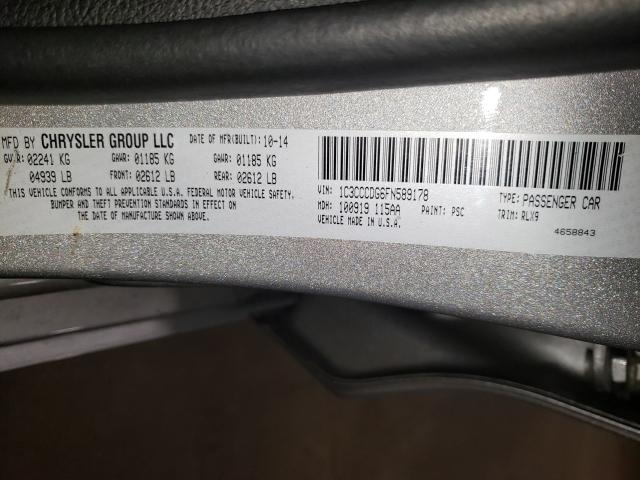 MFD BY CHRYSLER GROUP LLC DATE OF MFR(BUILT): 10-14
GVWR: 02241 KG GAWR: 01185 KG GAWR: 01185 KG
04939 LB FRONT: 02612 LB REAR: 02612 LB
THIS VEHICLE CONFORMS TO ALL APPLICABLE U.S.A. FEDERAL MOTOR VEHICLE SAFETY,
BUMPER AND THEFT PREVENTION STANDARDS IN EFFECT ON
THE DATE OF MANUFACTURE SHOWN ABOVE.
VIN: 1C3CCCDG6FN589178 TYPE: PASSENGER CAR
MDH: 100919 115AA PAINT: PSC TRIM: RLX9
VEHICLE MADE IN U.S.A. 4658843